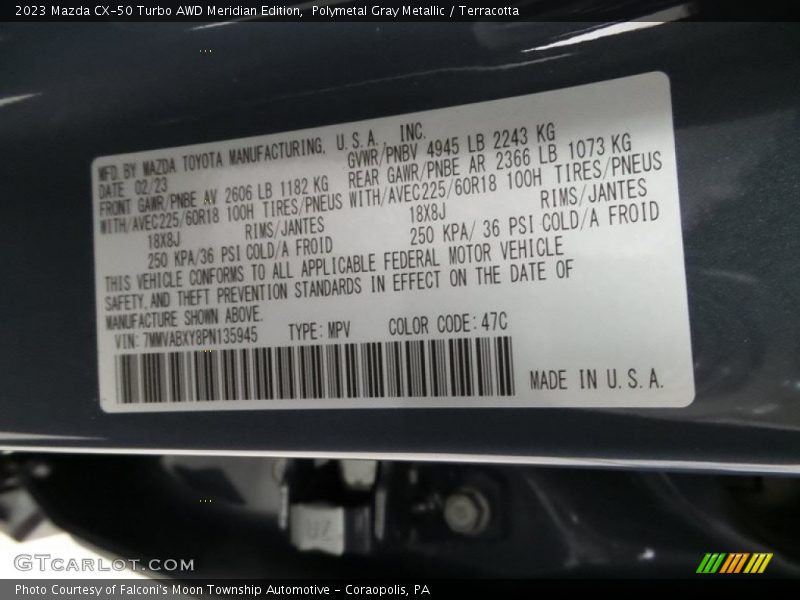 2023 Mazda CX-50 Turbo AWD Meridian Edition,  Polymetal Gray Metallic / Terracotta
MFD. BY MAZDA TOYOTA MANUFACTURING, U.S.A. INC.
DATE 02/23 GVWR/PNBV 4945 LB 2243 KG
FRONT GAWR/PNBE AV 2606 LB 1182 KG REAR GAWR/PNBE AR 2366 LB 1073 KG
WITH/AVEC225/60R18 100H TIRES/PNEUS WITH/AVEC225/60R18 100H TIRES/PNEUS
18X8J RIMS/JANTES 18X8J RIMS/JANTES
250 KPA/36 PSI COLD/A FROID 250 KPA/ 36 PSI COLD/A FROID
THIS VEHICLE CONFORMS TO ALL APPLICABLE FEDERAL MOTOR VEHICLE
SAFETY,AND THEFT PREVENTION STANDARDS IN EFFECT ON THE DATE OF
MANUFACTURE SHOWN ABOVE.
VIN: 7MMVABXY8PN135945 TYPE: MPV COLOR CODE: 47C
MADE IN U.S.A.
GTCARLOT.COM
Photo Courtesy of Falconi's Moon Township Automotive - Coraopolis, PA